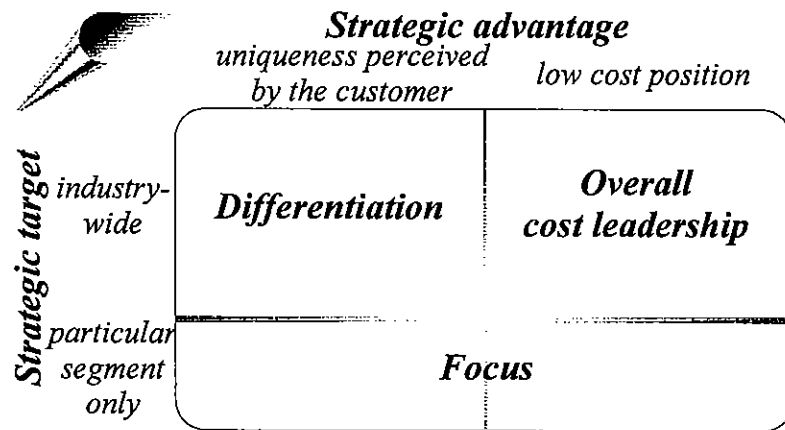 Strategic advantage
uniqueness perceived
by the customer
low cost position
Strategic target
industry-
wide
Differentiation
Overall
cost leadership
particular
segment
only
Focus